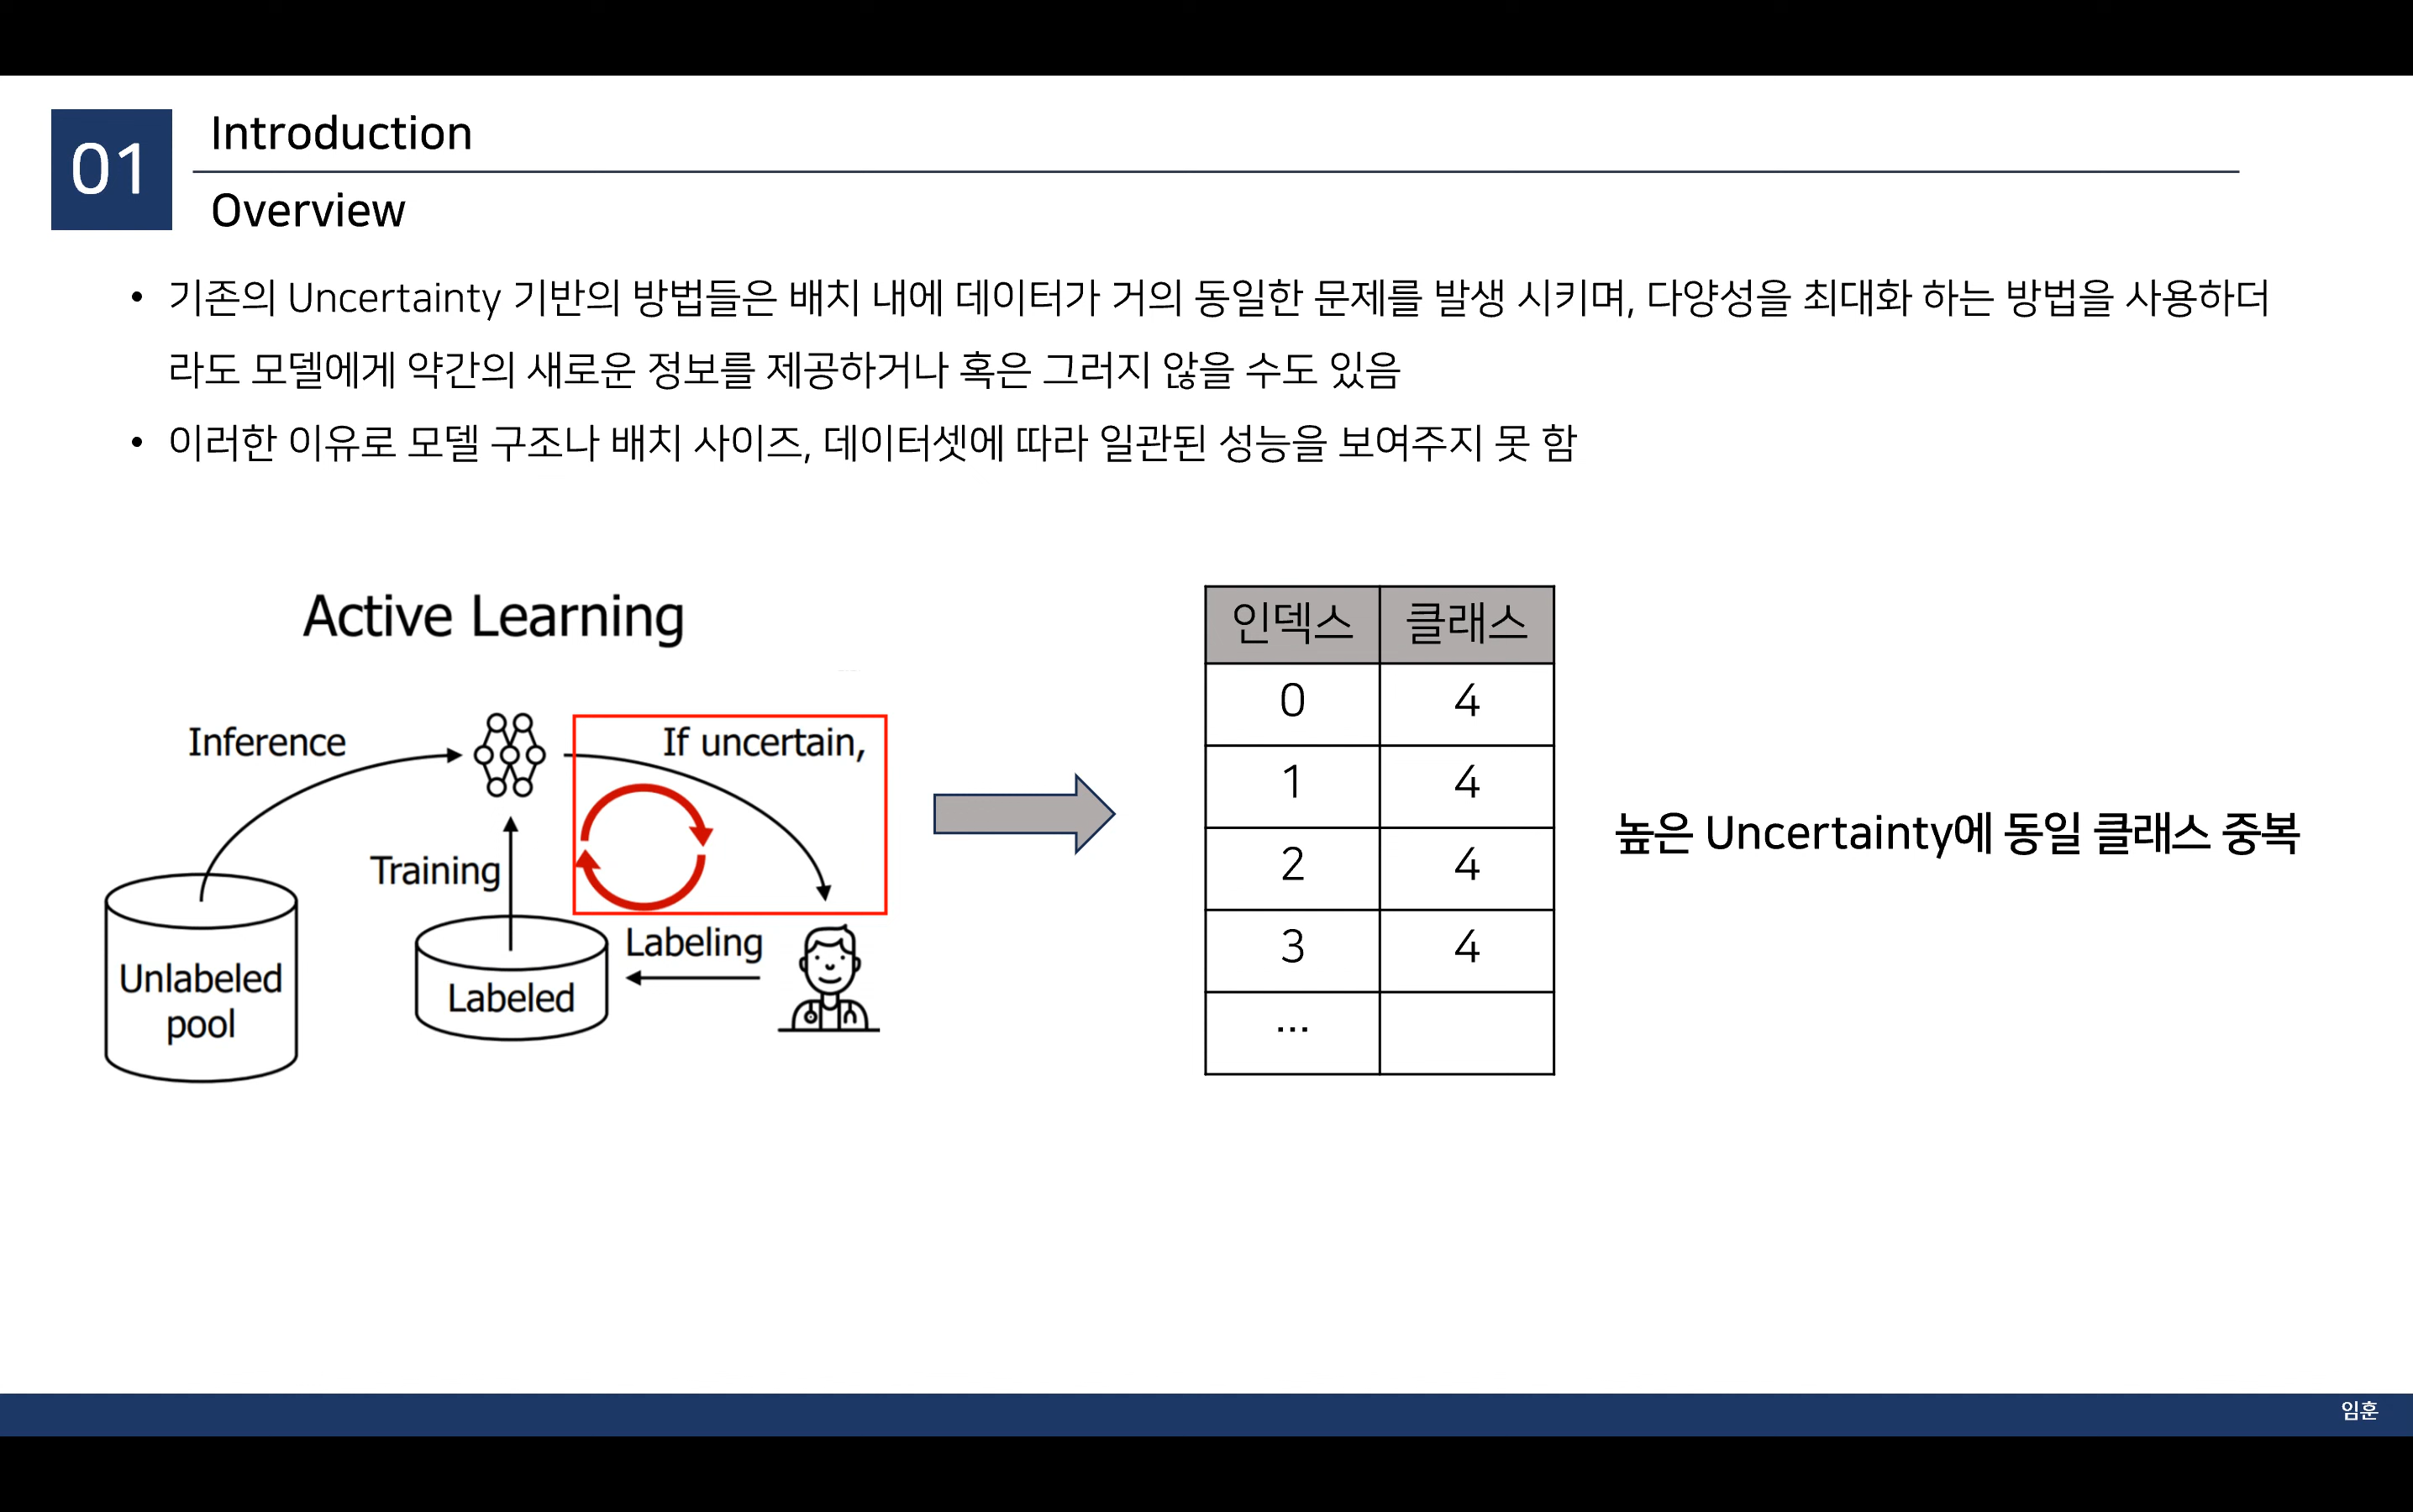 01
Introduction
Overview
• 기존의 Uncertainty 기반의 방법들은 배치 내에 데이터가 거의 동일한 문제를 발생 시키며, 다양성을 최대화 하는 방법을 사용하더
라도 모델에게 약간의 새로운 정보를 제공하거나 혹은 그러지 않을 수도 있음
• 이러한 이유로 모델 구조나 배치 사이즈, 데이터셋에 따라 일관된 성능을 보여주지 못 함
Active Learning
Inference
If uncertain,
Training
Labeling
Unlabeled
pool
Labeled
인덱스 클래스
0 4
1 4
2 4
3 4
...
높은 Uncertainty에 동일 클래스 중복
임훈